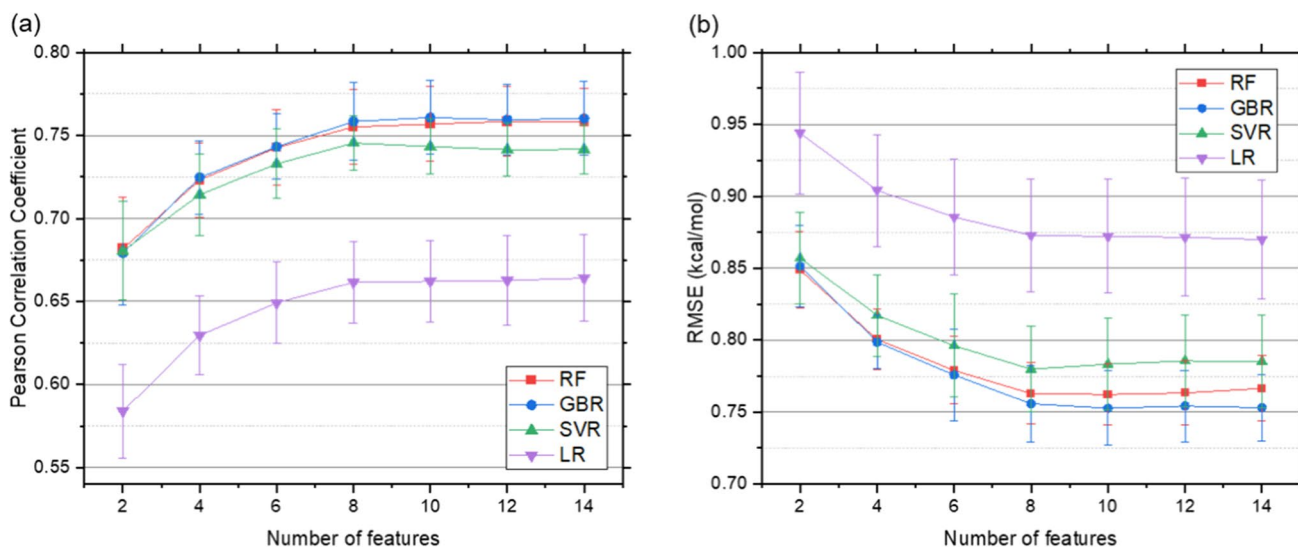 (a)
0.80
0.75
0.70
0.65
0.60
0.55
Pearson Correlation Coefficient
2 4 6 8 10 12 14
Number of features
RF
GBR
SVR
LR
(b)
1.00
0.95
0.90
0.85
0.80
0.75
0.70
RMSE (kcal/mol)
2 4 6 8 10 12 14
Number of features
RF
GBR
SVR
LR